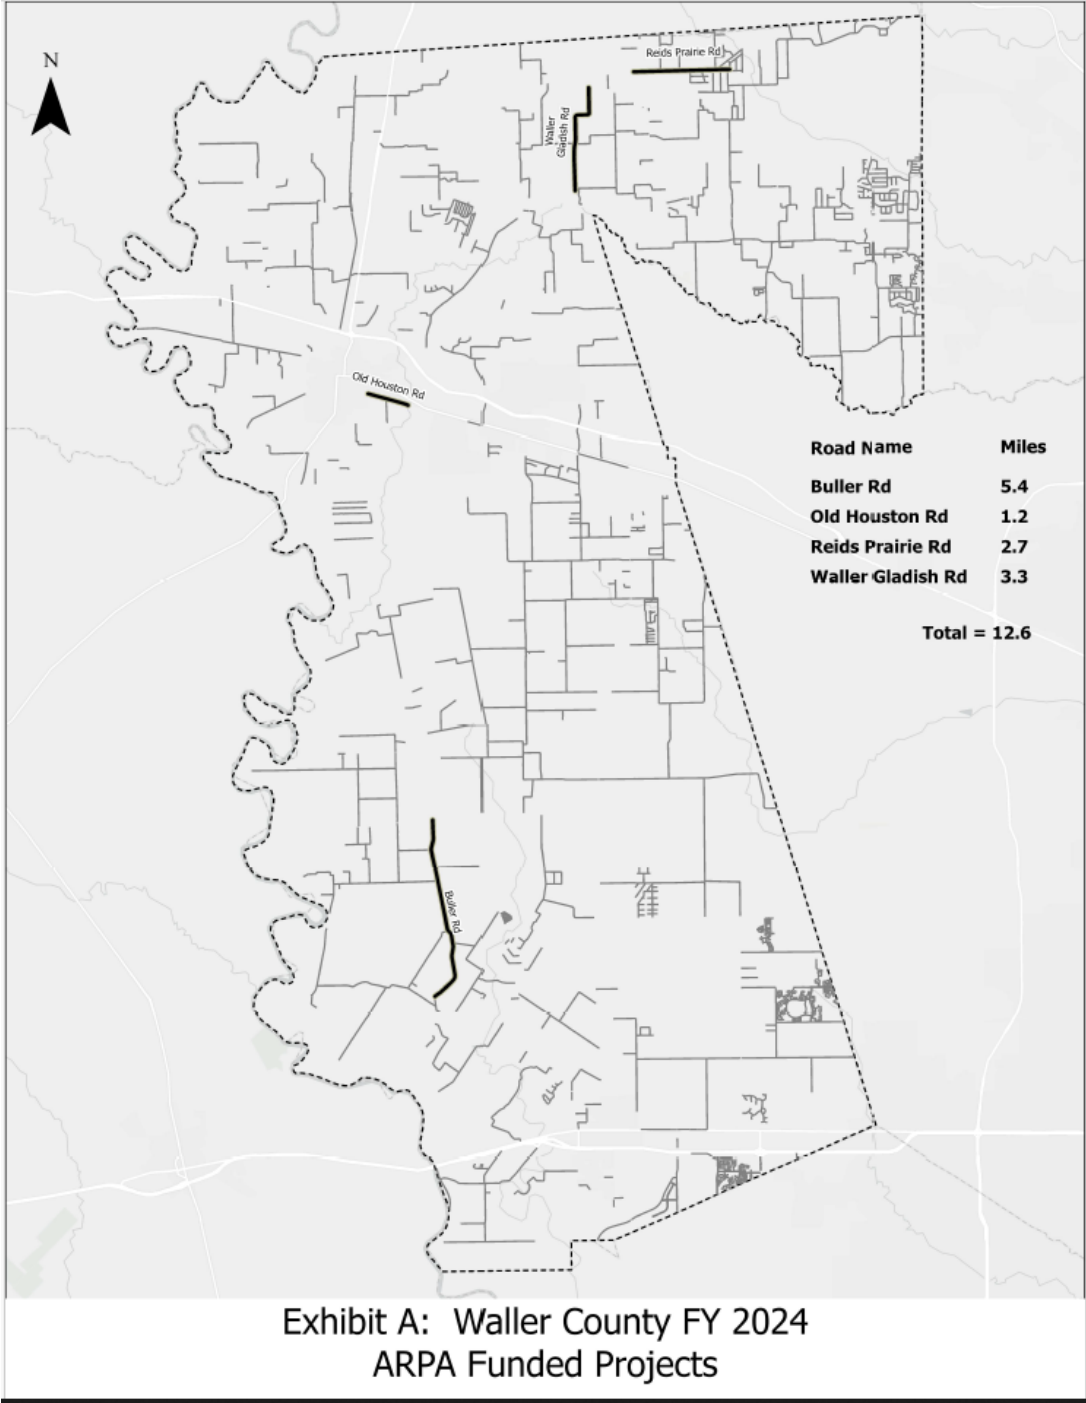 N
Reids Prairie Rd
Waller
Gladish Rd
Old Houston Rd
Road Name Miles
Buller Rd 5.4
Old Houston Rd 1.2
Reids Prairie Rd 2.7
Waller Gladish Rd 3.3
Total = 12.6
Buller Rd
Exhibit A: Waller County FY 2024
ARPA Funded Projects